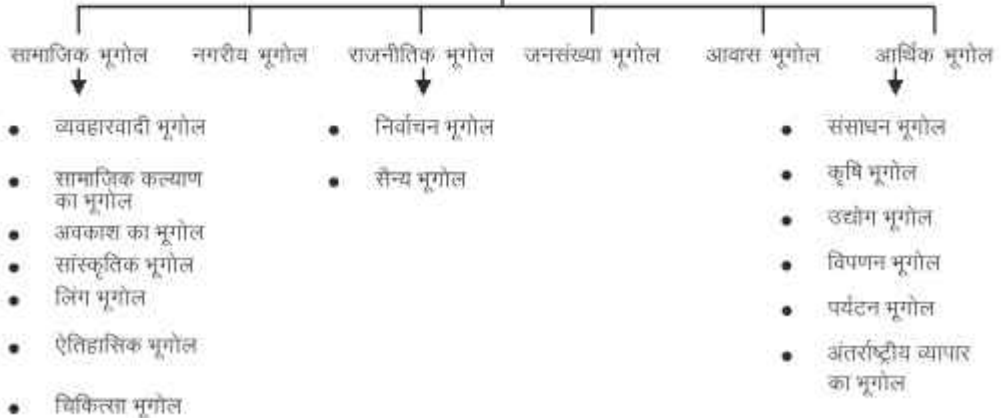 सामाजिक भूगोल
नगरीय भूगोल
राजनीतिक भूगोल
जनसंख्या भूगोल
आवास भूगोल
आर्थिक भूगोल
व्यवहारवादी भूगोल
सामाजिक कल्याण
का भूगोल
अवकाश का भूगोल
सांस्कृतिक भूगोल
लिंग भूगोल
ऐतिहासिक भूगोल
चिकित्सा भूगोल
निर्वाचन भूगोल
सैन्य भूगोल
संसाधन भूगोल
कृषि भूगोल
उद्योग भूगोल
विपणन भूगोल
पर्यटन भूगोल
अंतर्राष्ट्रीय व्यापार
का भूगोल